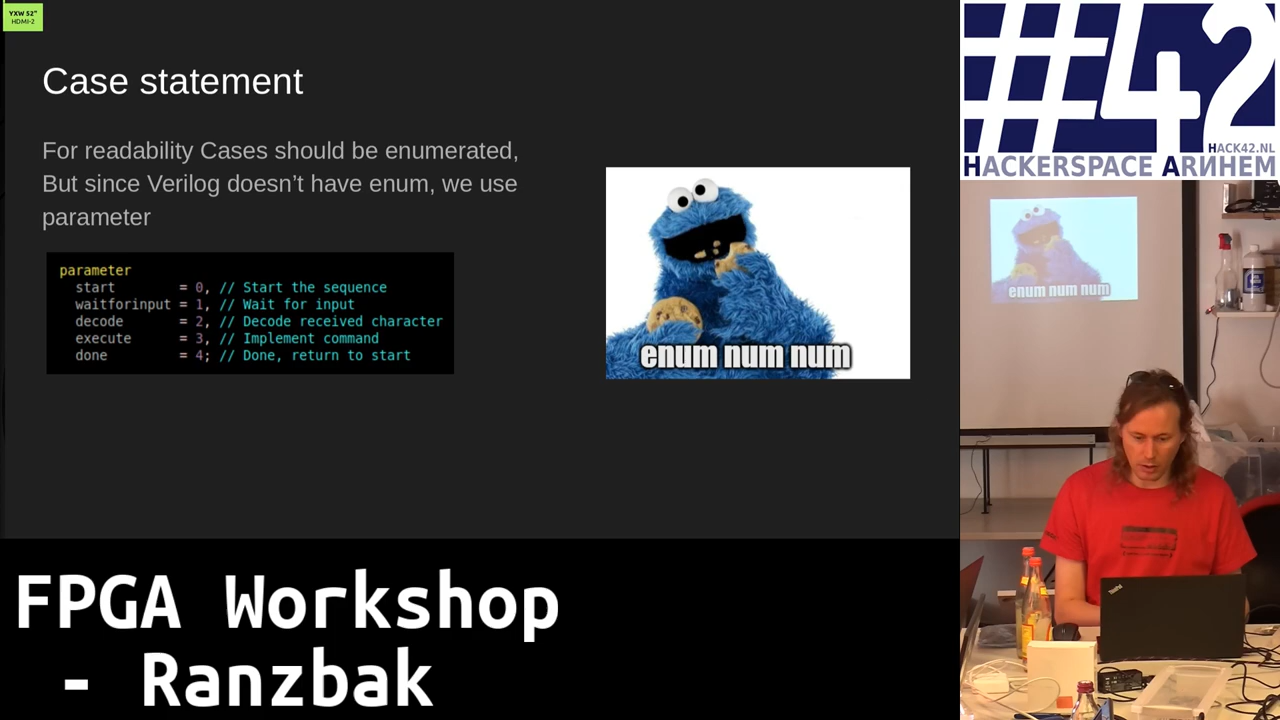 YXW 52"
HDMI-2
Case statement
For readability Cases should be enumerated,
But since Verilog doesn't have enum, we use
parameter
parameter
start = 0, // Start the sequence
waitforinput = 1, // Wait for input
decode = 2, // Decode received character
execute = 3, // Implement command
done = 4; // Done, return to start
enum num num
FPGA Workshop
- Ranzbak
#42
HACK42.NL
HACKERSPACE ARИHEM
enum num num
ThinkPad